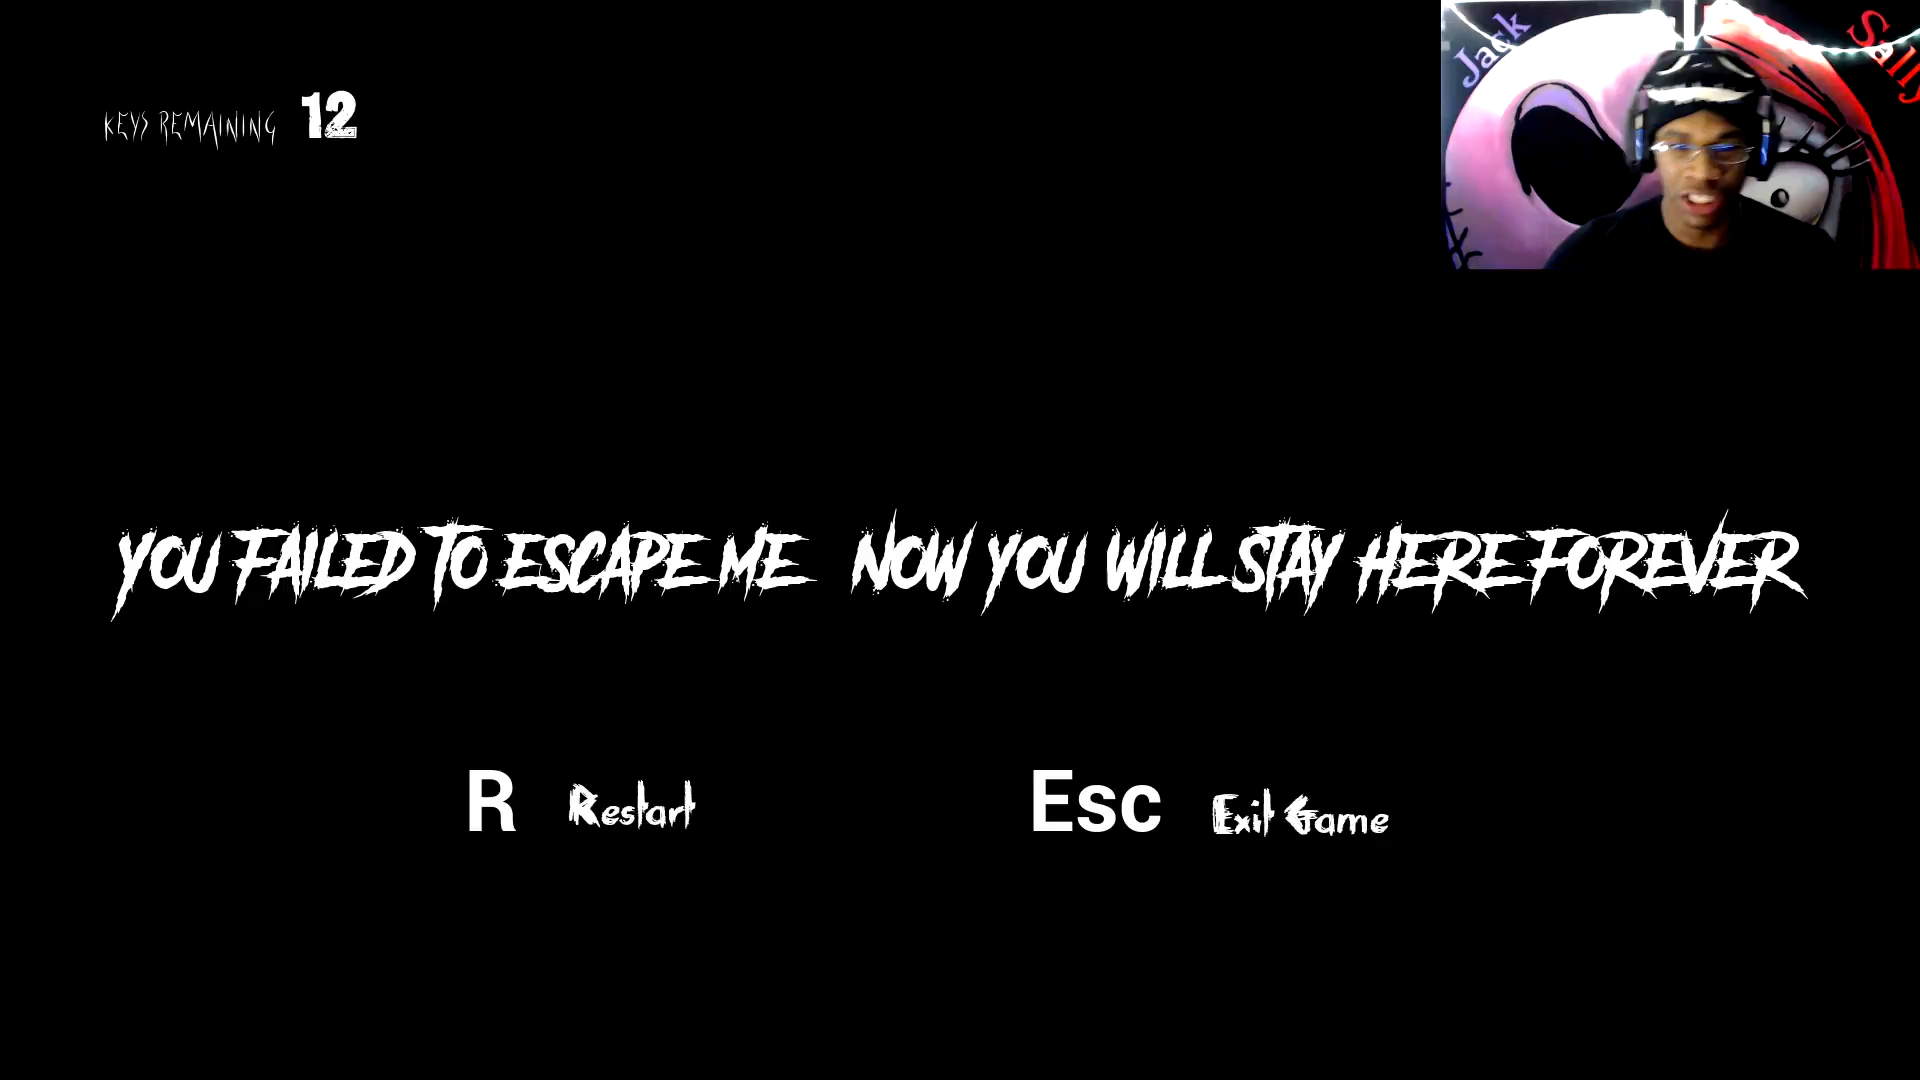 Jack
Sally
KEYS REMAINING 12
YOU FAILED TO ESCAPE ME NOW YOU WILL STAY HERE FOREVER
R Restart
Esc Exit Game